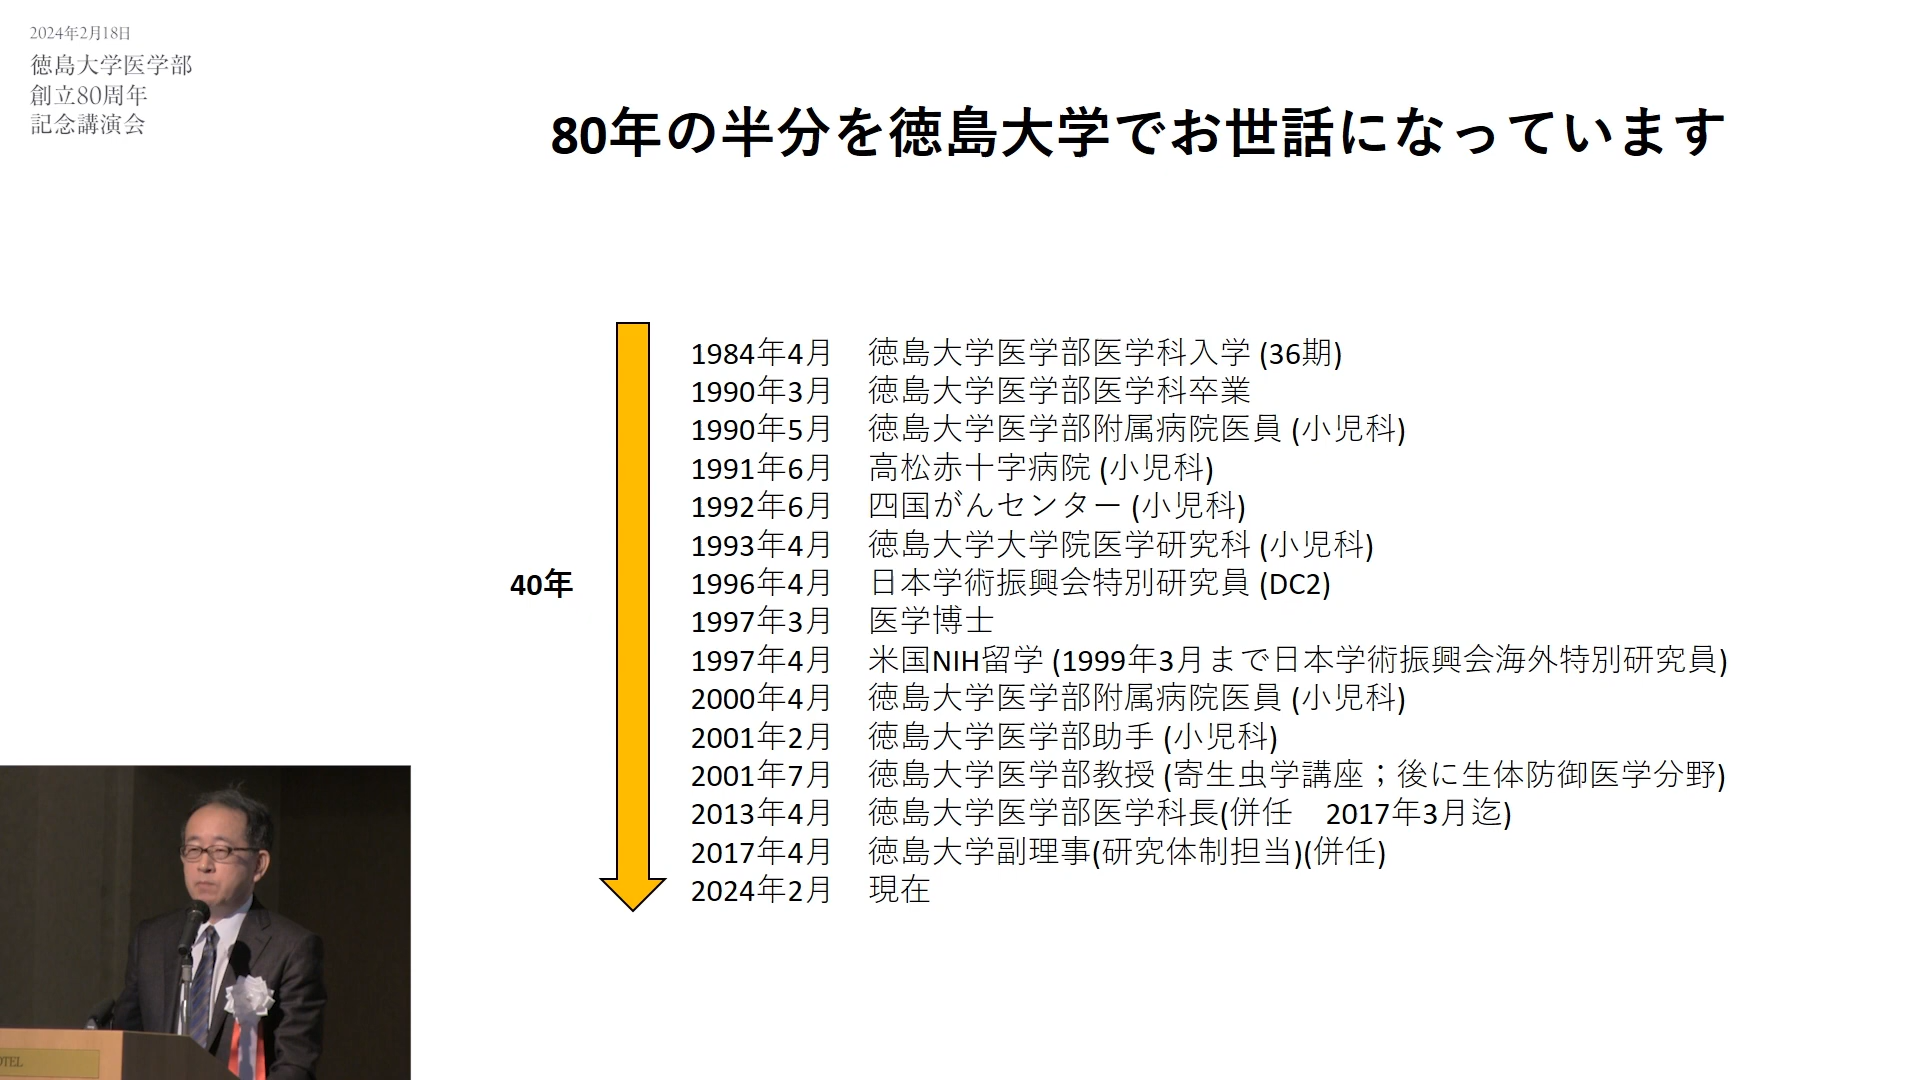 2024年2月18日
徳島大学医学部
創立80周年
記念講演会
80年の半分を徳島大学でお世話になっています
40年
1984年4月　徳島大学医学部医学科入学 (36期)
1990年3月　徳島大学医学部医学科卒業
1990年5月　徳島大学医学部附属病院医員 (小児科)
1991年6月　高松赤十字病院 (小児科)
1992年6月　四国がんセンター (小児科)
1993年4月　徳島大学大学院医学研究科 (小児科)
1996年4月　日本学術振興会特別研究員 (DC2)
1997年3月　医学博士
1997年4月　米国NIH留学 (1999年3月まで日本学術振興会海外特別研究員)
2000年4月　徳島大学医学部附属病院医員 (小児科)
2001年2月　徳島大学医学部助手 (小児科)
2001年7月　徳島大学医学部教授 (寄生虫学講座；後に生体防御医学分野)
2013年4月　徳島大学医学部医学科長(併任　2017年3月迄)
2017年4月　徳島大学副理事(研究体制担当)(併任)
2024年2月　現在